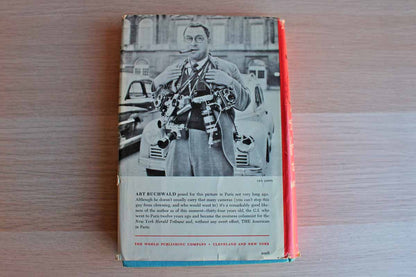 ART BUCHWALD posed for this picture in Paris not very long ago.
Although he doesn't usually carry that many cameras (you can't stop this
guy from clowning, and who would want to?) it's a remarkably good like-
ness of the author as of this moment—thirty-four years old, the G.I. who
went to Paris twelve years ago and became the overseas columnist for the
New York Herald Tribune and, without any overt effort, THE American
in Paris.
THE WORLD PUBLISHING COMPANY • CLEVELAND AND NEW YORK